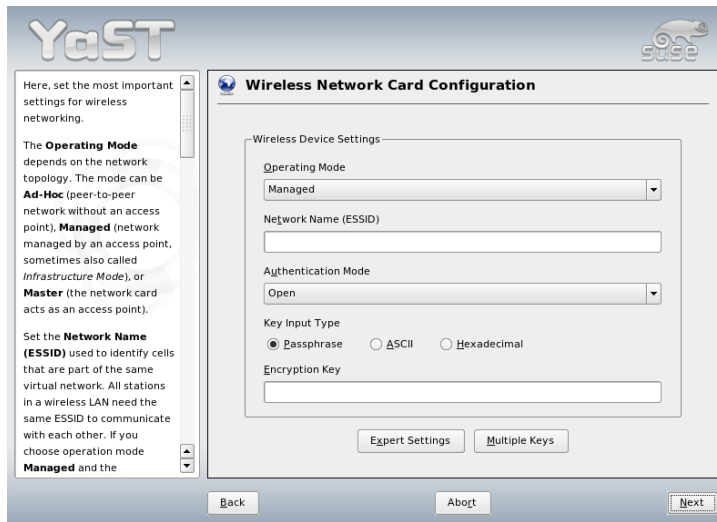 YaST
SUSE
Here, set the most important
settings for wireless
networking.
The Operating Mode
depends on the network
topology. The mode can be
Ad-Hoc (peer-to-peer
network without an access
point), Managed (network
managed by an access point,
sometimes also called
Infrastructure Mode), or
Master (the network card
acts as an access point).
Set the Network Name
(ESSID) used to identify cells
that are part of the same
virtual network. All stations
in a wireless LAN need the
same ESSID to communicate
with each other. If you
choose operation mode
Managed and the
Wireless Network Card Configuration
Wireless Device Settings
Operating Mode
Managed
Network Name (ESSID)
Authentication Mode
Open
Key Input Type
Passphrase ASCII Hexadecimal
Encryption Key
Expert Settings Multiple Keys
Back Abort Next